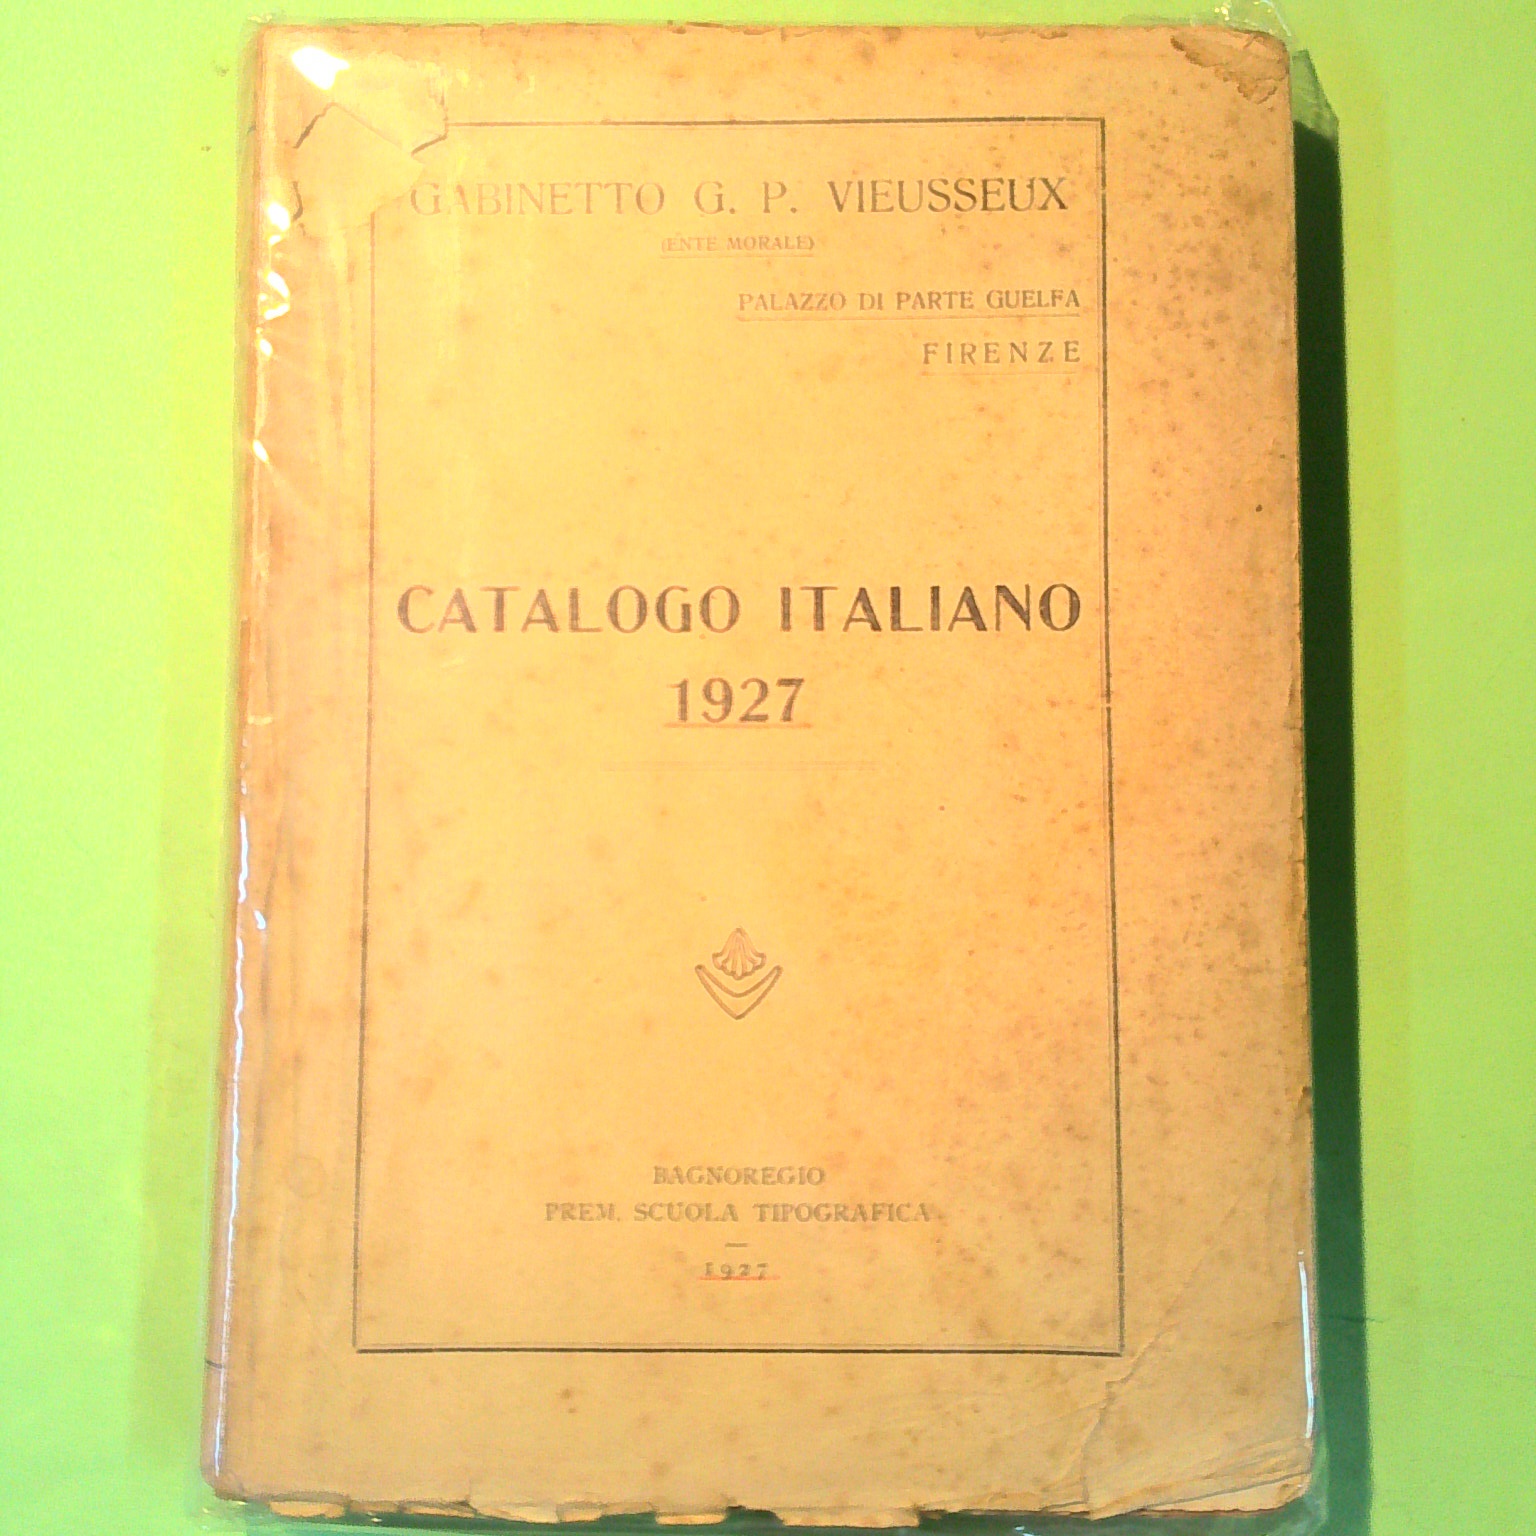 GABINETTO G. P. VIEUSSEUX
(ENTE MORALE)
PALAZZO DI PARTE GUELFA
FIRENZE
CATALOGO ITALIANO
1927
BAGNOREGIO
PREM. SCUOLA TIPOGRAFICA
—
1927